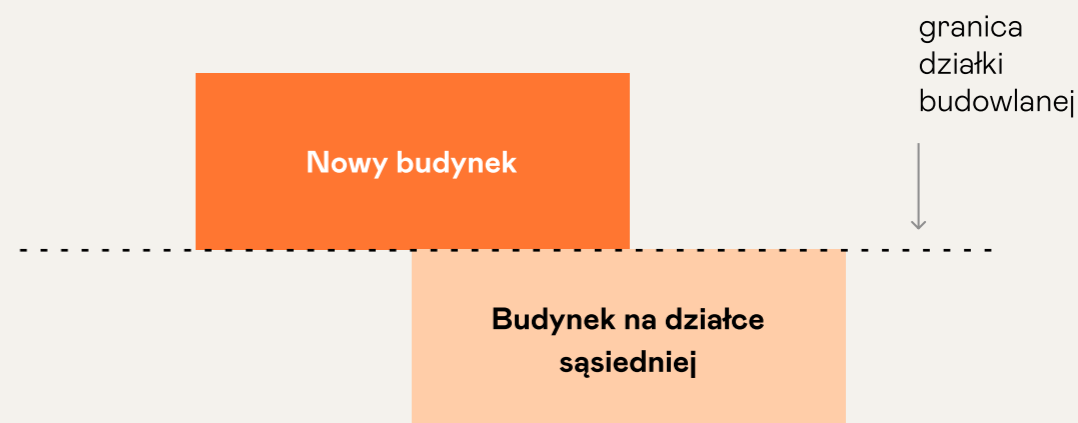 granica
działki
budowlanej
Nowy budynek
Budynek na działce
sąsiedniej